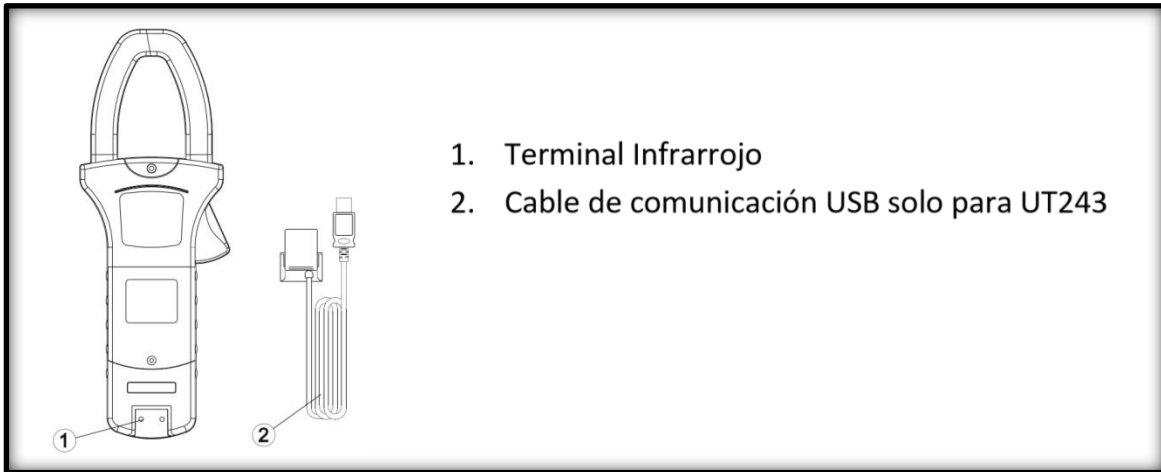 1. Terminal Infrarrojo
2. Cable de comunicación USB solo para UT243
1
2